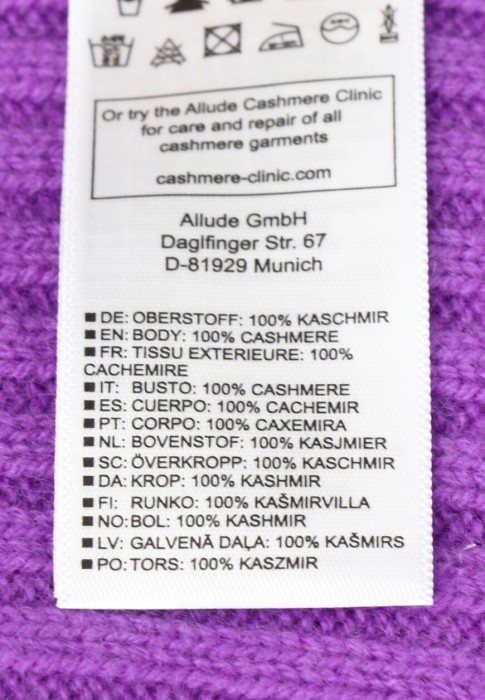 Or try the Allude Cashmere Clinic
for care and repair of all
cashmere garments
cashmere-clinic.com
Allude GmbH
Daglfinger Str. 67
D-81929 Munich
■ DE: OBERSTOFF: 100% KASCHMIR
■ EN: BODY: 100% CASHMERE
■ FR: TISSU EXTERIEURE: 100%
CACHEMIRE
■ IT: BUSTO: 100% CASHMERE
■ ES: CUERPO: 100% CACHEMIR
■ PT: CORPO: 100% CAXEMIRA
■ NL: BOVENSTOF: 100% KASJMIER
■ SC: ÖVERKROPP: 100% KASCHMIR
■ DA: KROP: 100% KASHMIR
■ FI: RUNKO: 100% KAŠMIRVILLA
■ NO: BOL: 100% KASHMIR
■ LV: GALVENĀ DAĻA: 100% KAŠMIRS
■ PO: TORS: 100% KASZMIR